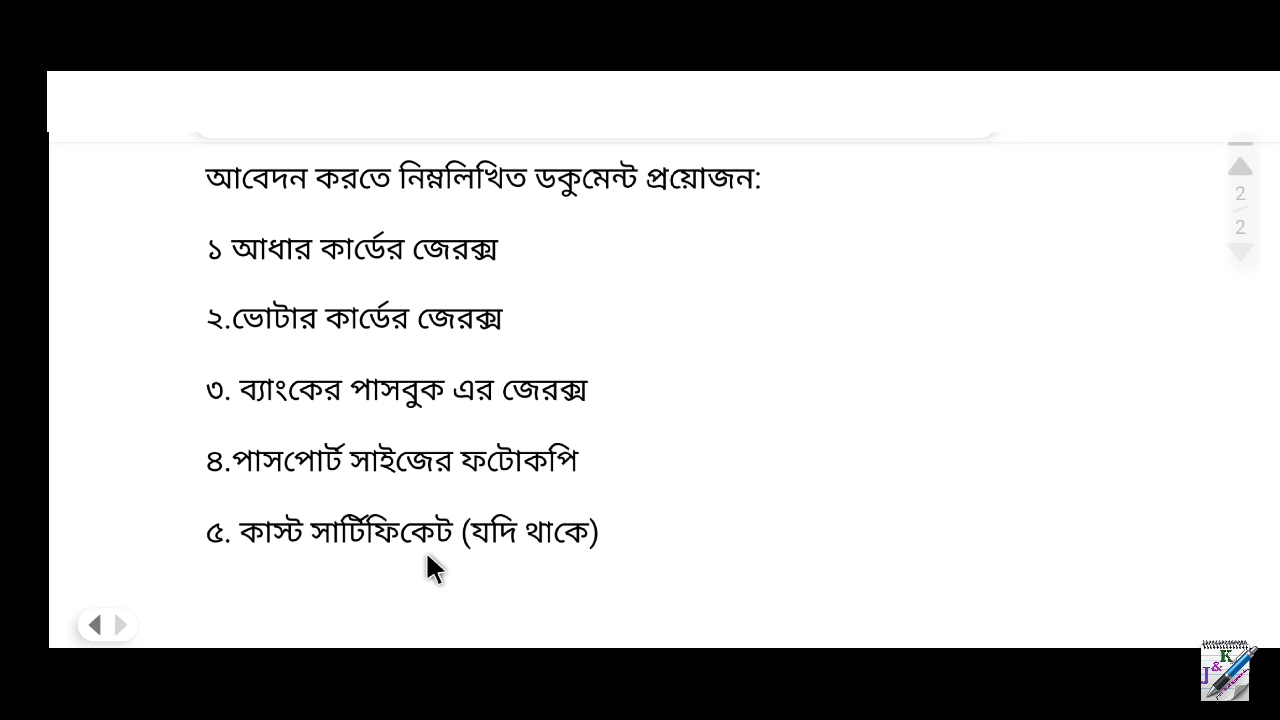 আবেদন করতে নিম্নলিখিত ডকুমেন্ট প্রয়োজন:
১ আধার কার্ডের জেরক্স
২.ভোটার কার্ডের জেরক্স
৩. ব্যাংকের পাসবুক এর জেরক্স
৪.পাসপোর্ট সাইজের ফটোকপি
৫. কাস্ট সার্টিফিকেট (যদি থাকে)
2
2
J&K